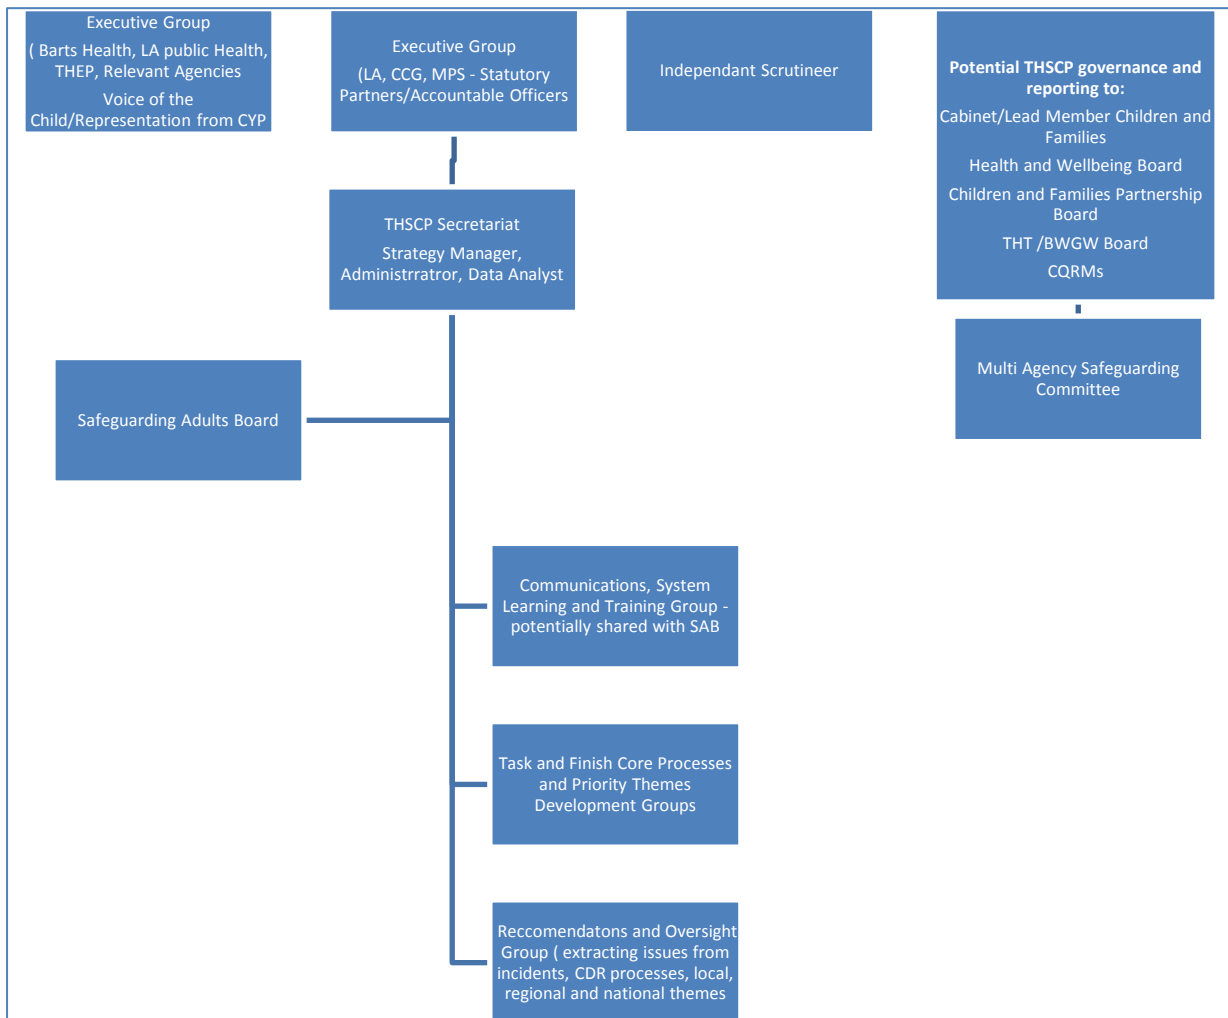 Executive Group
( Barts Health, LA public Health,
THEP, Relevant Agencies
Voice of the
Child/Representation from CYP
Executive Group
(LA, CCG, MPS - Statutory
Partners/Accountable Officers
Independant Scrutineer
Potential THSCP governance and
reporting to:
Cabinet/Lead Member Children and
Families
Health and Wellbeing Board
Children and Families Partnership
Board
THT /BWGW Board
CQRMs
THSCP Secretariat
Strategy Manager,
Administrratror, Data Analyst
Multi Agency Safeguarding
Committee
Safeguarding Adults Board
Communications, System
Learning and Training Group -
potentially shared with SAB
Task and Finish Core Processes
and Priority Themes
Development Groups
Reccomendatons and Oversight
Group ( extracting issues from
incidents, CDR processes, local,
regional and national themes